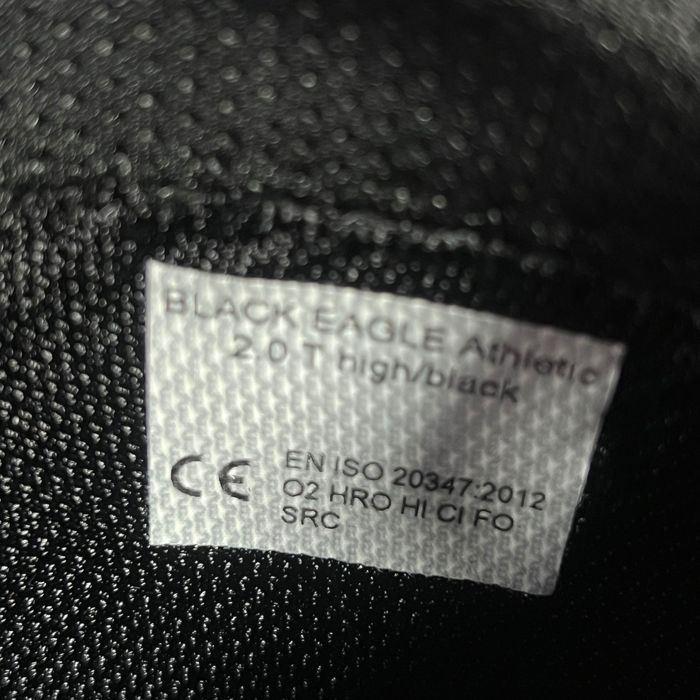 BLACK EAGLE Athletic
2.0 T high/black
CE EN ISO 20347:2012
O2 HRO HI CI FO
SRC